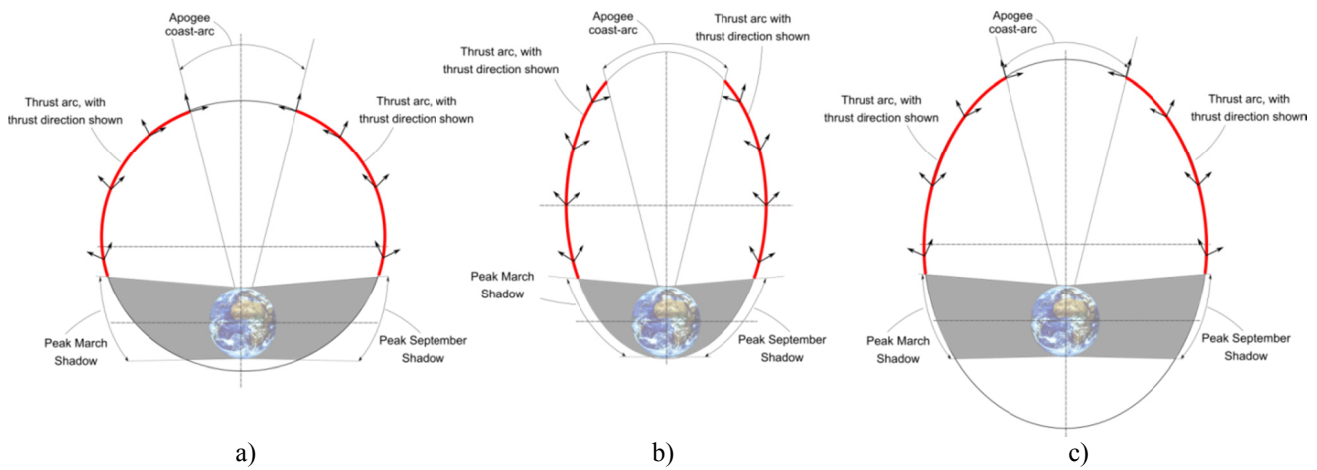 Apogee
coast-arc
Thrust arc, with
thrust direction shown
Thrust arc, with
thrust direction shown
Peak March
Shadow
Peak September
Shadow
a)
Apogee
coast-arc
Thrust arc with
thrust direction shown
Thrust arc, with
thrust direction shown
Peak March
Shadow
Peak September
Shadow
b)
Apogee
coast-arc
Thrust arc, with
thrust direction shown
Thrust arc, with
thrust direction shown
Peak March
Shadow
Peak September
Shadow
c)